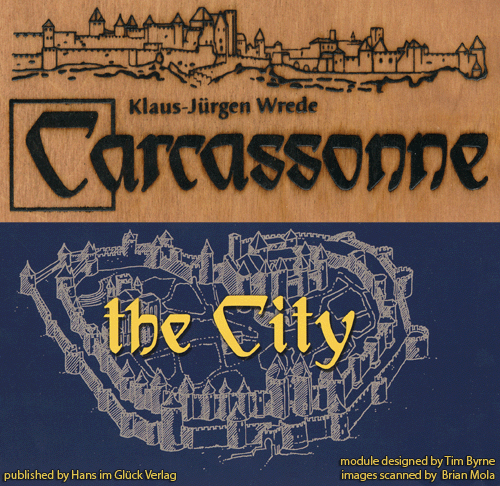 Klaus-Jürgen Wrede
Carcassonne
the City
published by Hans im Glück Verlag
module designed by Tim Byrne
images scanned by Brian Mola